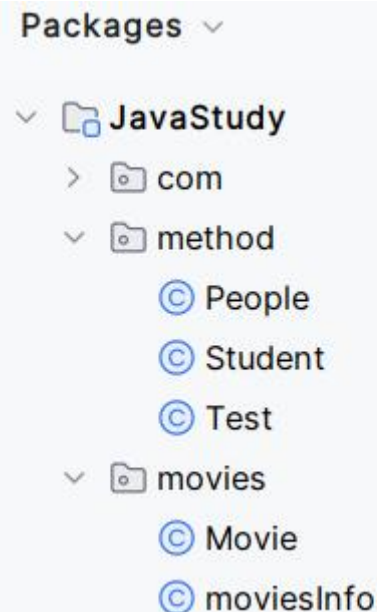 Packages
JavaStudy
com
method
People
Student
Test
movies
Movie
moviesInfo